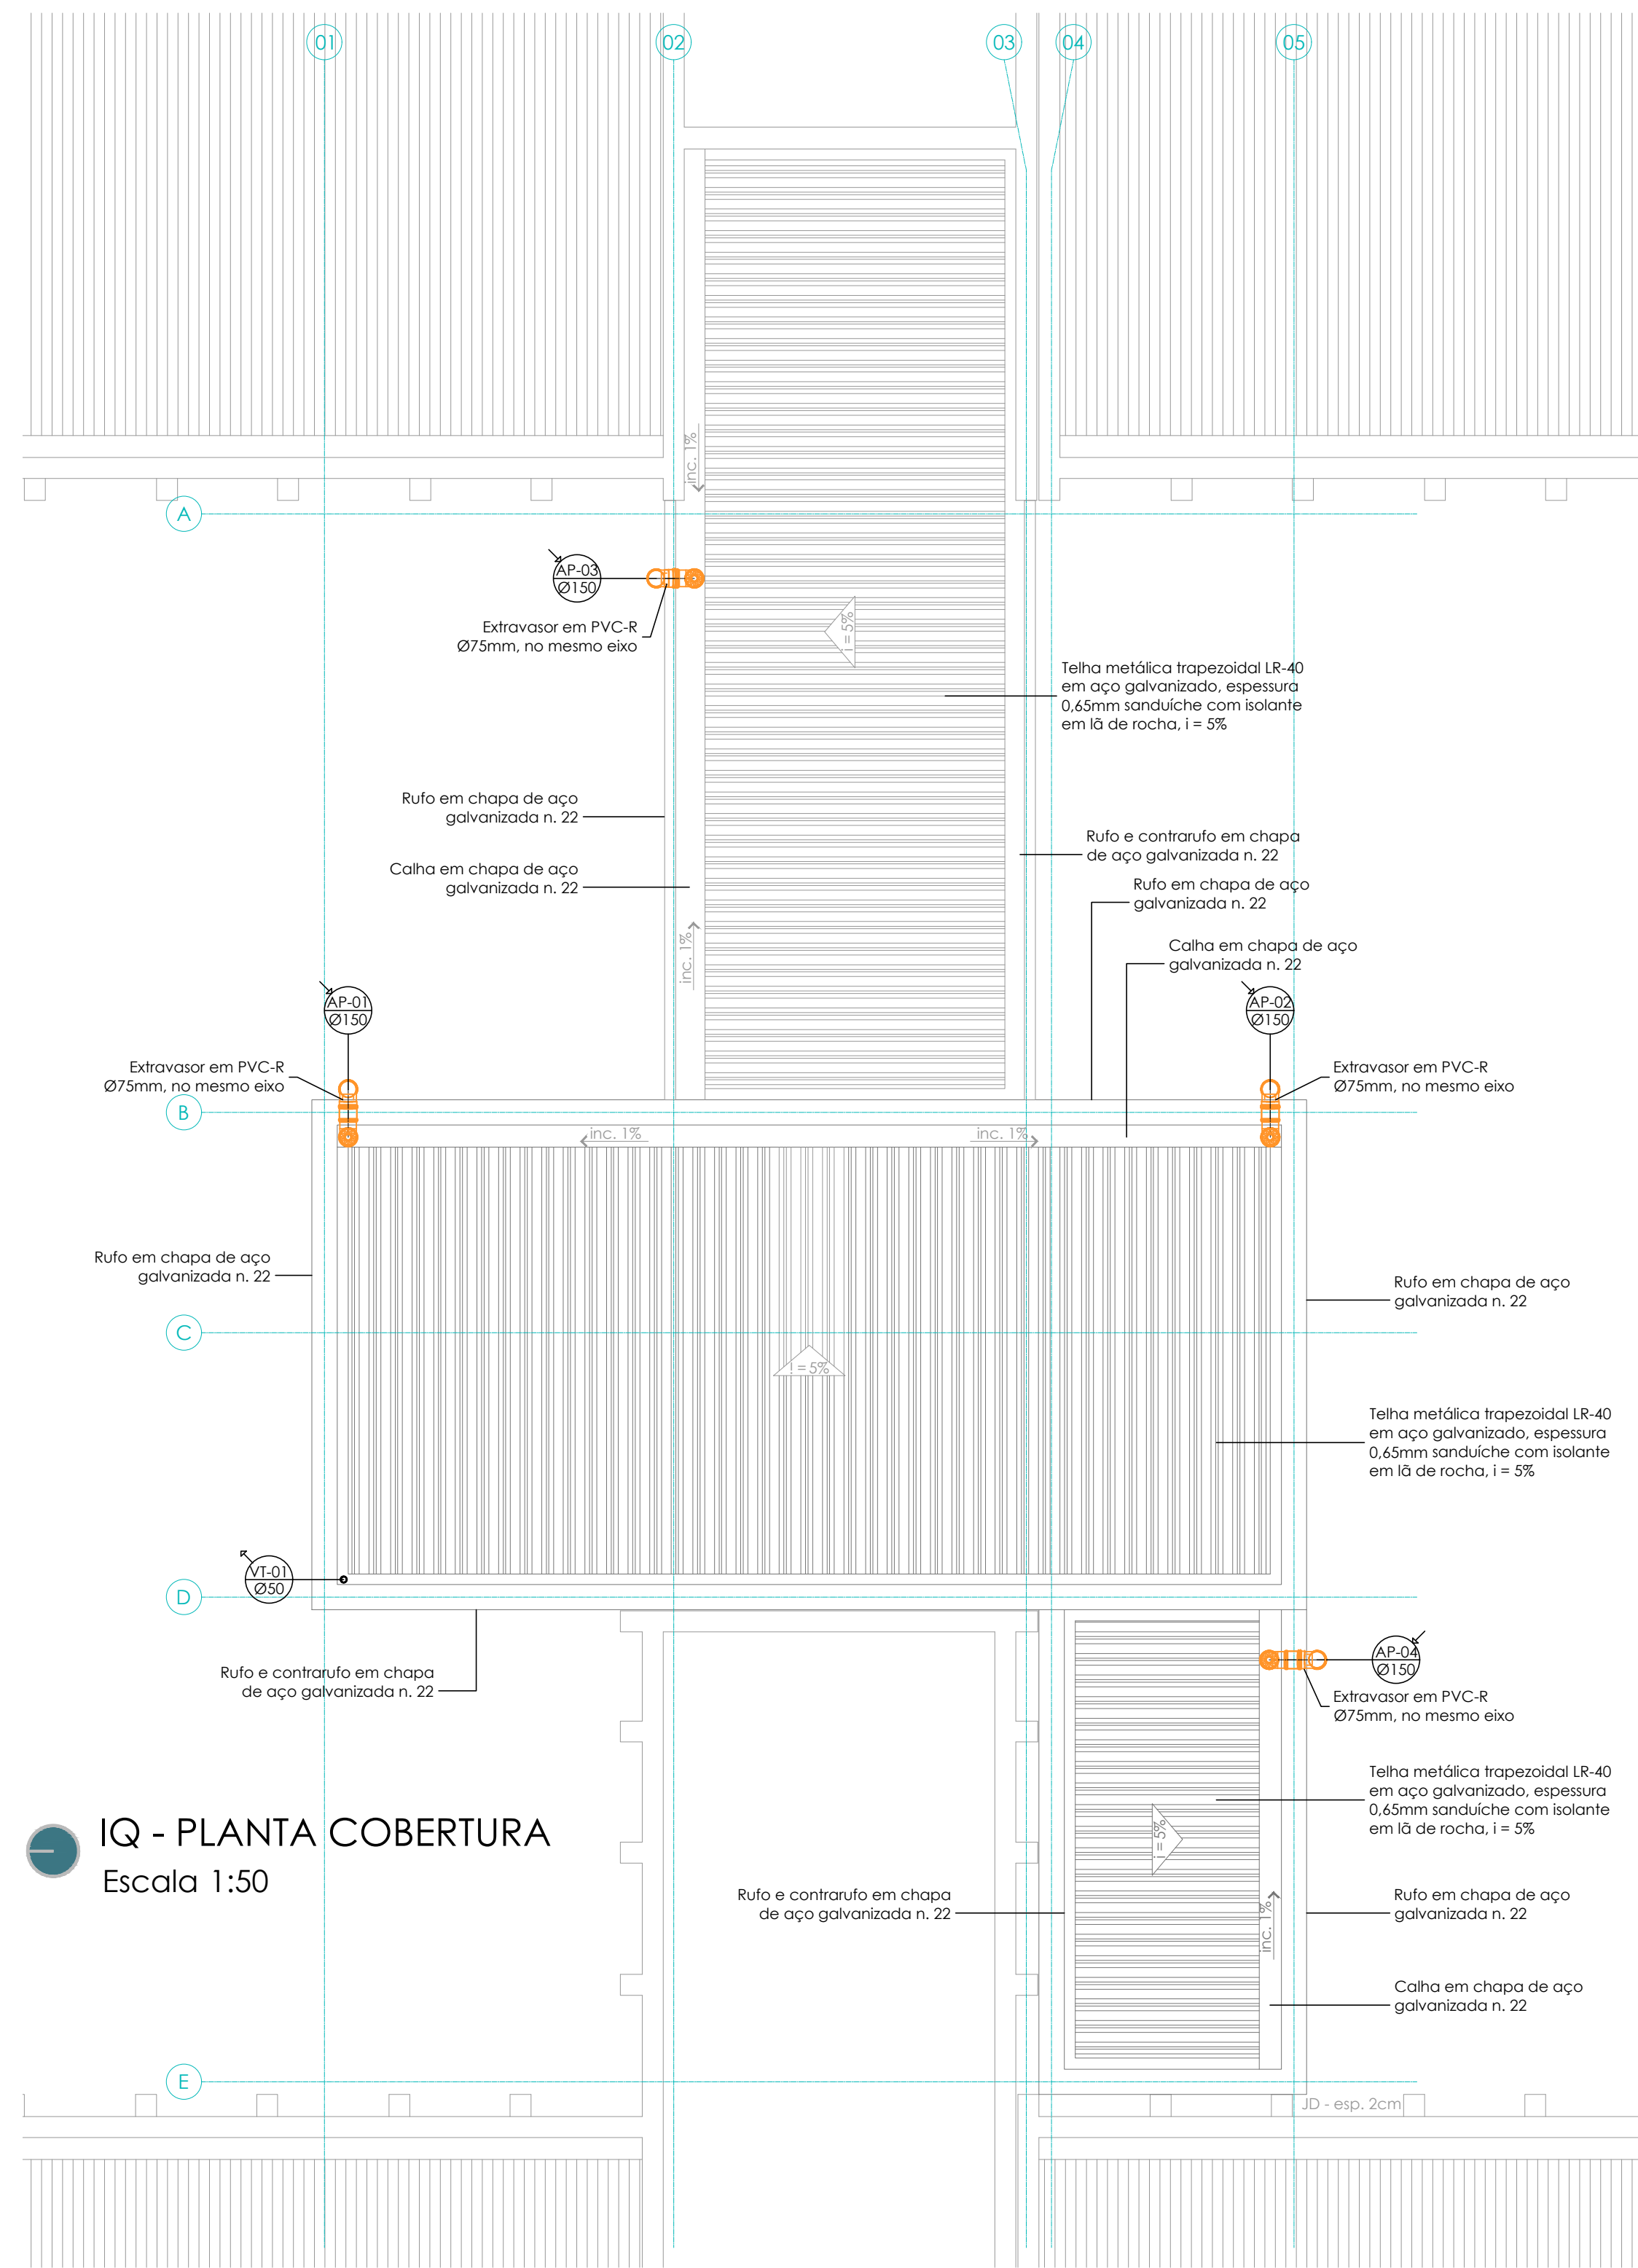 01
02
03
04
05
inc. 1%
A
AP-03
Ø150
Extravasor em PVC-R
Ø75mm, no mesmo eixo
i = 5%
Telha metálica trapezoidal LR-40
em aço galvanizado, espessura
0,65mm sanduíche com isolante
em lã de rocha, i = 5%
Rufo em chapa de aço
galvanizada n. 22
Calha em chapa de aço
galvanizada n. 22
Rufo e contrarufo em chapa
de aço galvanizada n. 22
Rufo em chapa de aço
galvanizada n. 22
Calha em chapa de aço
galvanizada n. 22
inc. 1%
AP-01
Ø150
AP-02
Ø150
Extravasor em PVC-R
Ø75mm, no mesmo eixo
Extravasor em PVC-R
Ø75mm, no mesmo eixo
B
inc. 1%
inc. 1%
Rufo em chapa de aço
galvanizada n. 22
Rufo em chapa de aço
galvanizada n. 22
C
i = 5%
Telha metálica trapezoidal LR-40
em aço galvanizado, espessura
0,65mm sanduíche com isolante
em lã de rocha, i = 5%
VT-01
Ø50
D
Rufo e contrarufo em chapa
de aço galvanizada n. 22
AP-04
Ø150
Extravasor em PVC-R
Ø75mm, no mesmo eixo
Telha metálica trapezoidal LR-40
em aço galvanizado, espessura
0,65mm sanduíche com isolante
em lã de rocha, i = 5%
i = 5%
IQ - PLANTA COBERTURA
Escala 1:50
Rufo e contrarufo em chapa
de aço galvanizada n. 22
Rufo em chapa de aço
galvanizada n. 22
inc. 1%
Calha em chapa de aço
galvanizada n. 22
E
JD - esp. 2cm